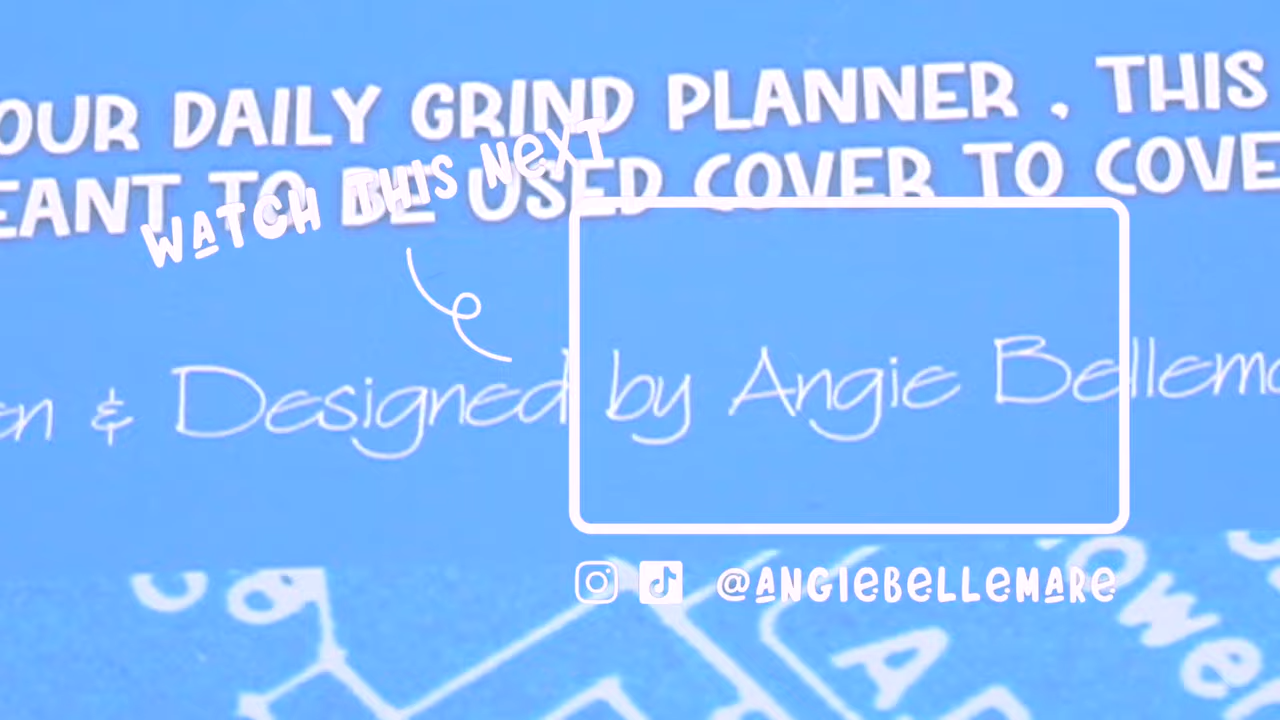 OUR DAILY GRIND PLANNER , THIS
EANT TO BE USED COVER TO COVE
WATCH THIS NEXT
en & Designed by Angie Bellema
@ANGIEBELLEMARE
owe
A